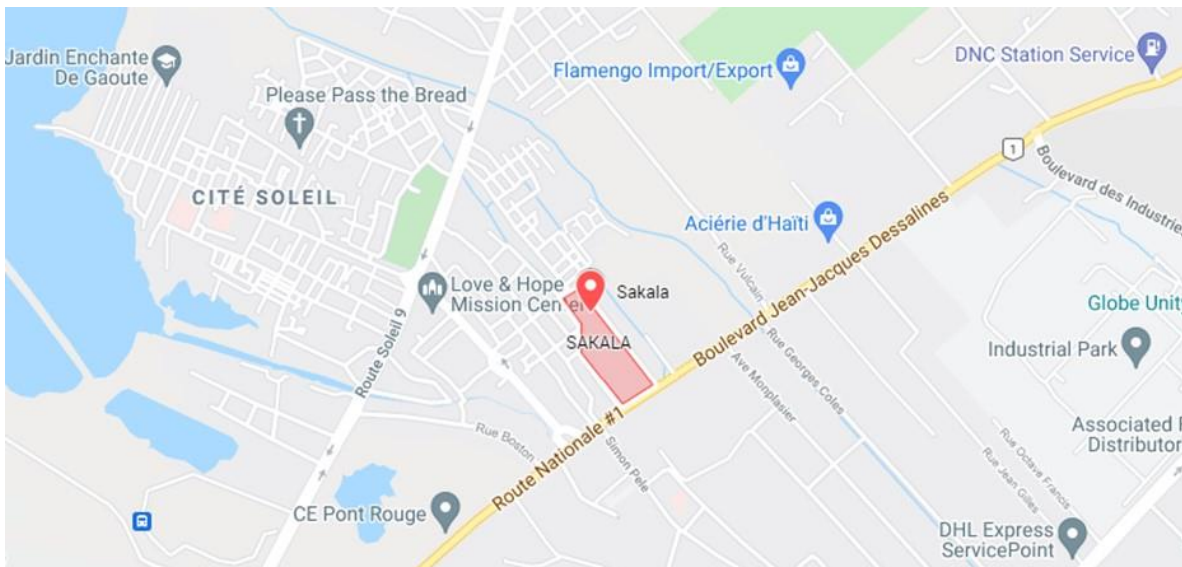 Jardin Enchante
De Gaoute
Please Pass the Bread
CITÉ SOLEIL
Flamengo Import/Export
DNC Station Service
1
Boulevard des Industries
Aciérie d'Haïti
Boulevard Jean-Jacques Dessalines
Rue Vulcain
Rue Georges Coles
Love & Hope
Mission Center
Sakala
SAKALA
Route Soleil 9
Globe Unity
Industrial Park
Ave Monplasier
Route Nationale #1
Rue Boston
Simon Pele
Associated
Distributor
Rue Octave Francis
Rue Jean Gilles
CE Pont Rouge
DHL Express
ServicePoint